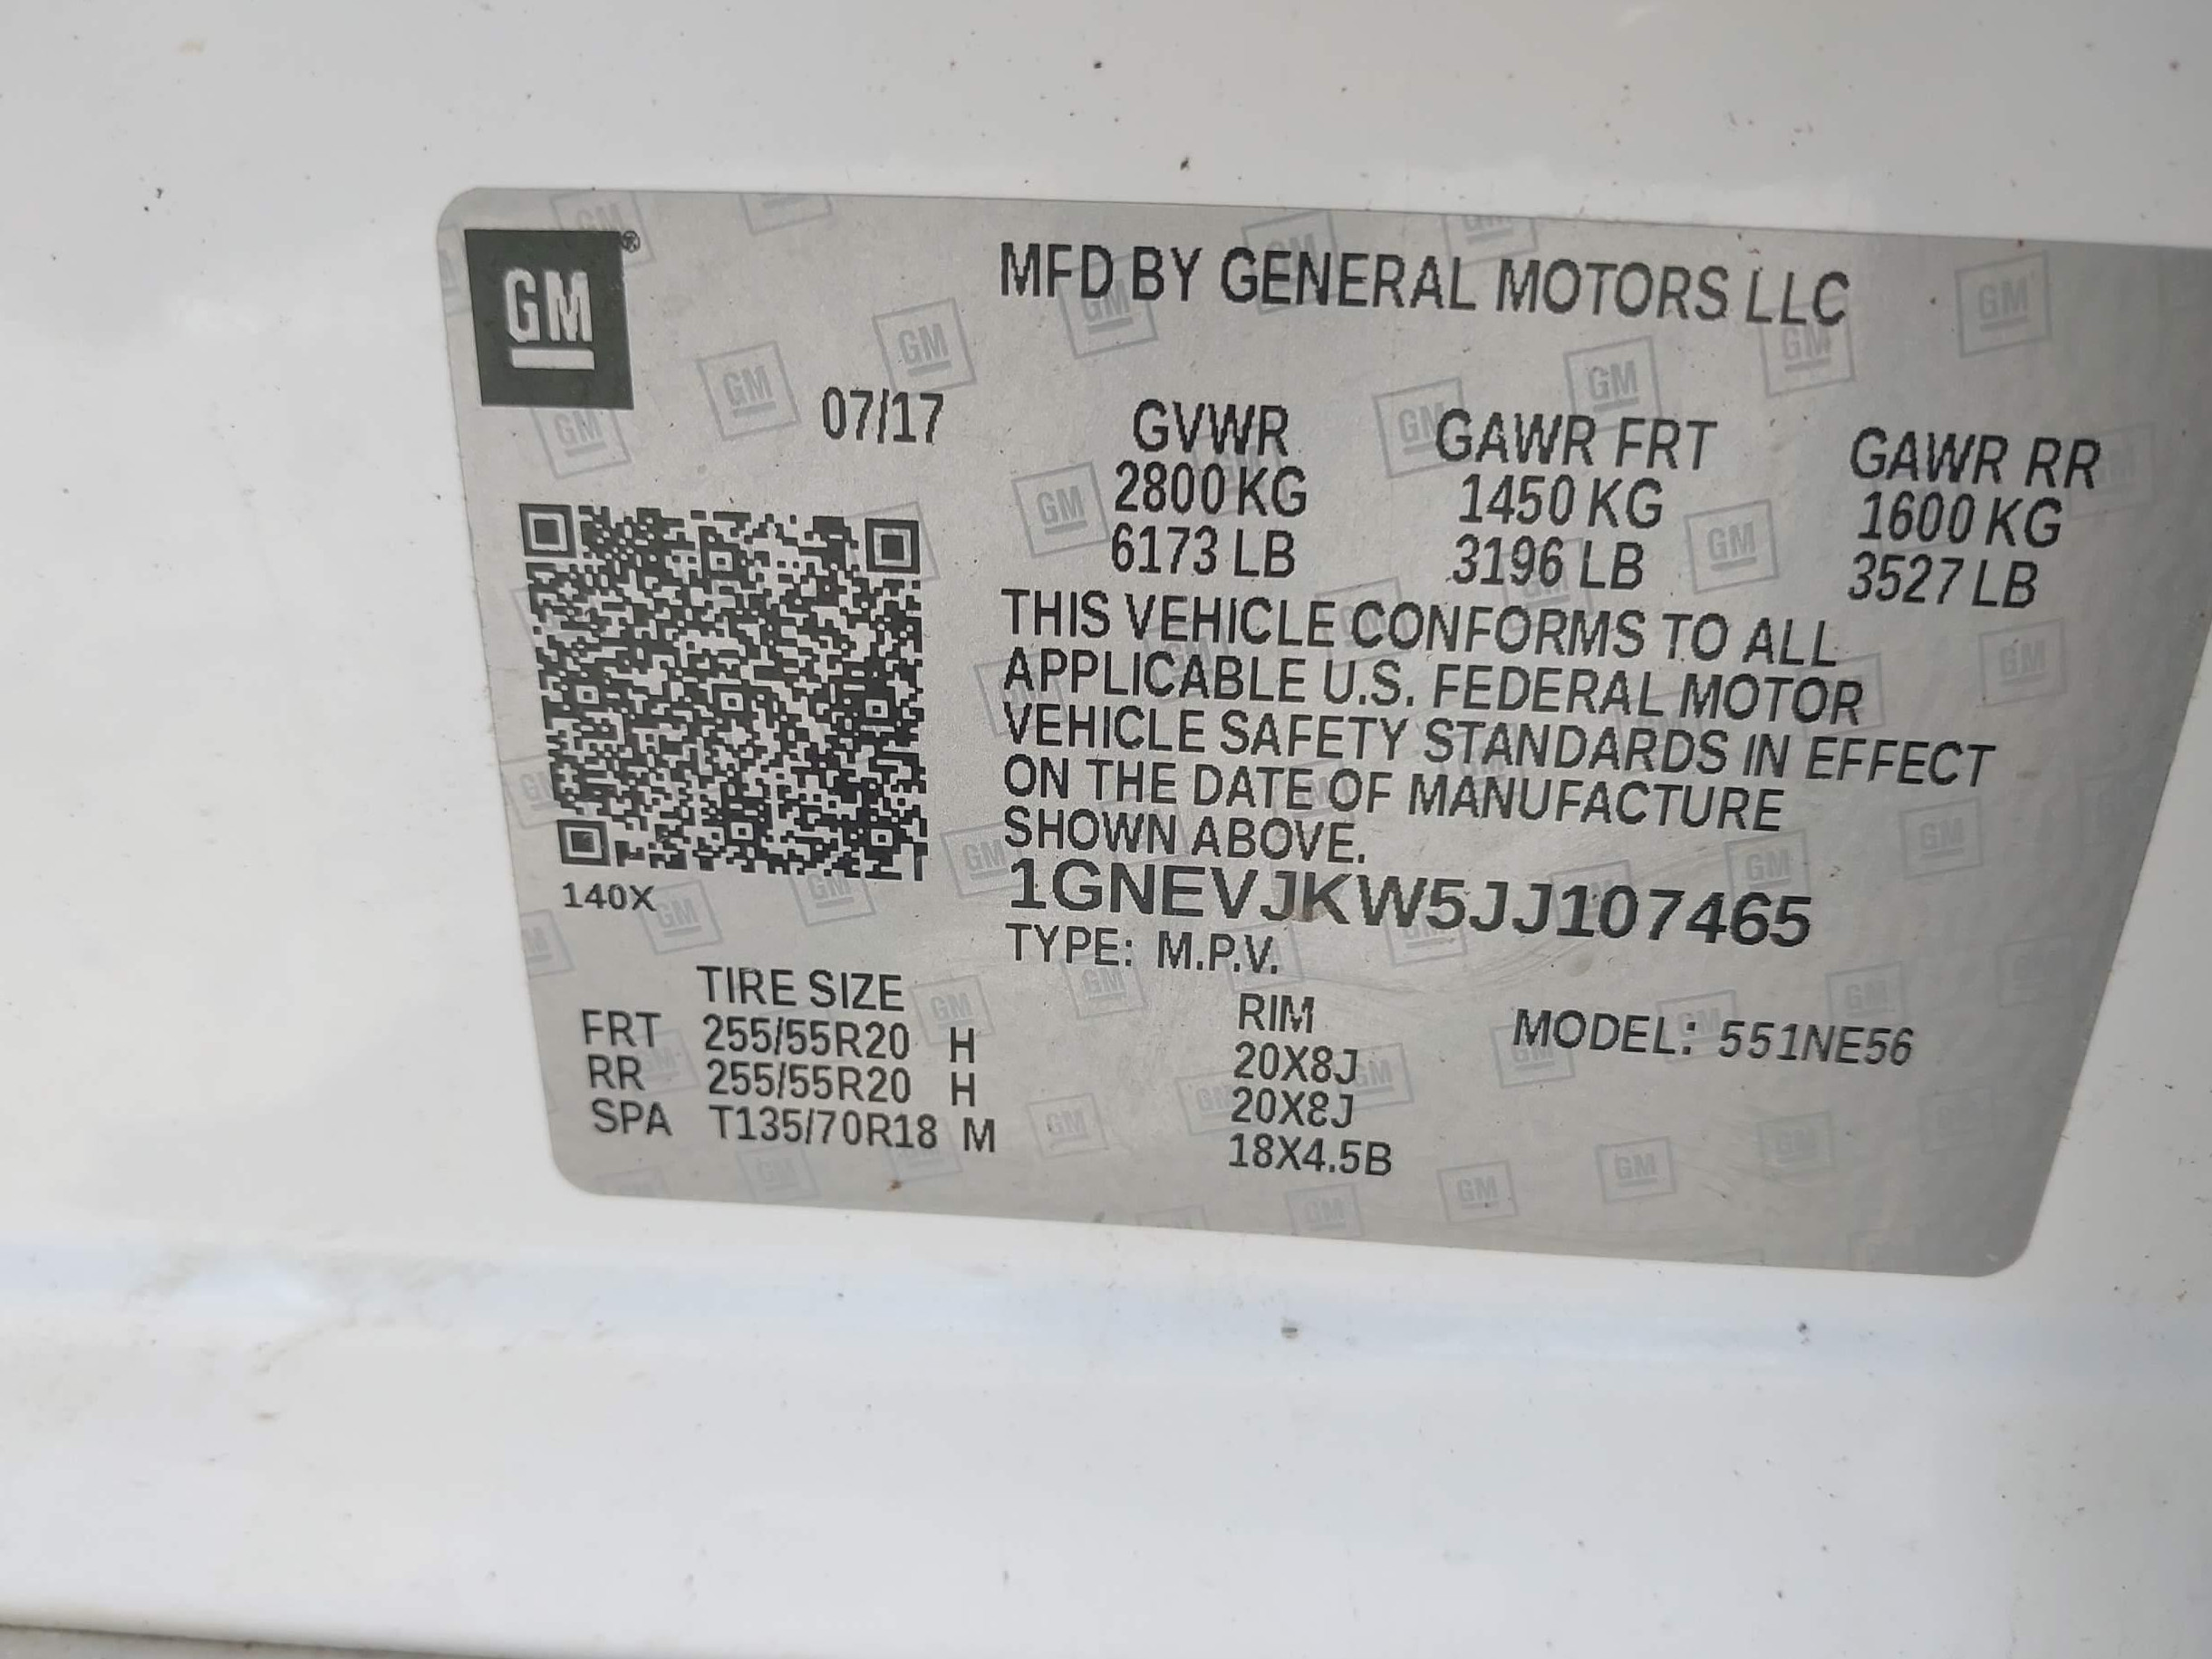 GM®
MFD BY GENERAL MOTORS LLC
07/17
GVWR GAWR FRT GAWR RR
2800 KG 1450 KG 1600 KG
6173 LB 3196 LB 3527 LB
THIS VEHICLE CONFORMS TO ALL
APPLICABLE U.S. FEDERAL MOTOR
VEHICLE SAFETY STANDARDS IN EFFECT
ON THE DATE OF MANUFACTURE
SHOWN ABOVE.
140X
1GNEVJKW5JJ107465
TYPE: M.P.V.
TIRE SIZE RIM MODEL: 551NE56
FRT 255/55R20 H 20X8J
RR 255/55R20 H 20X8J
SPA T135/70R18 M 18X4.5B